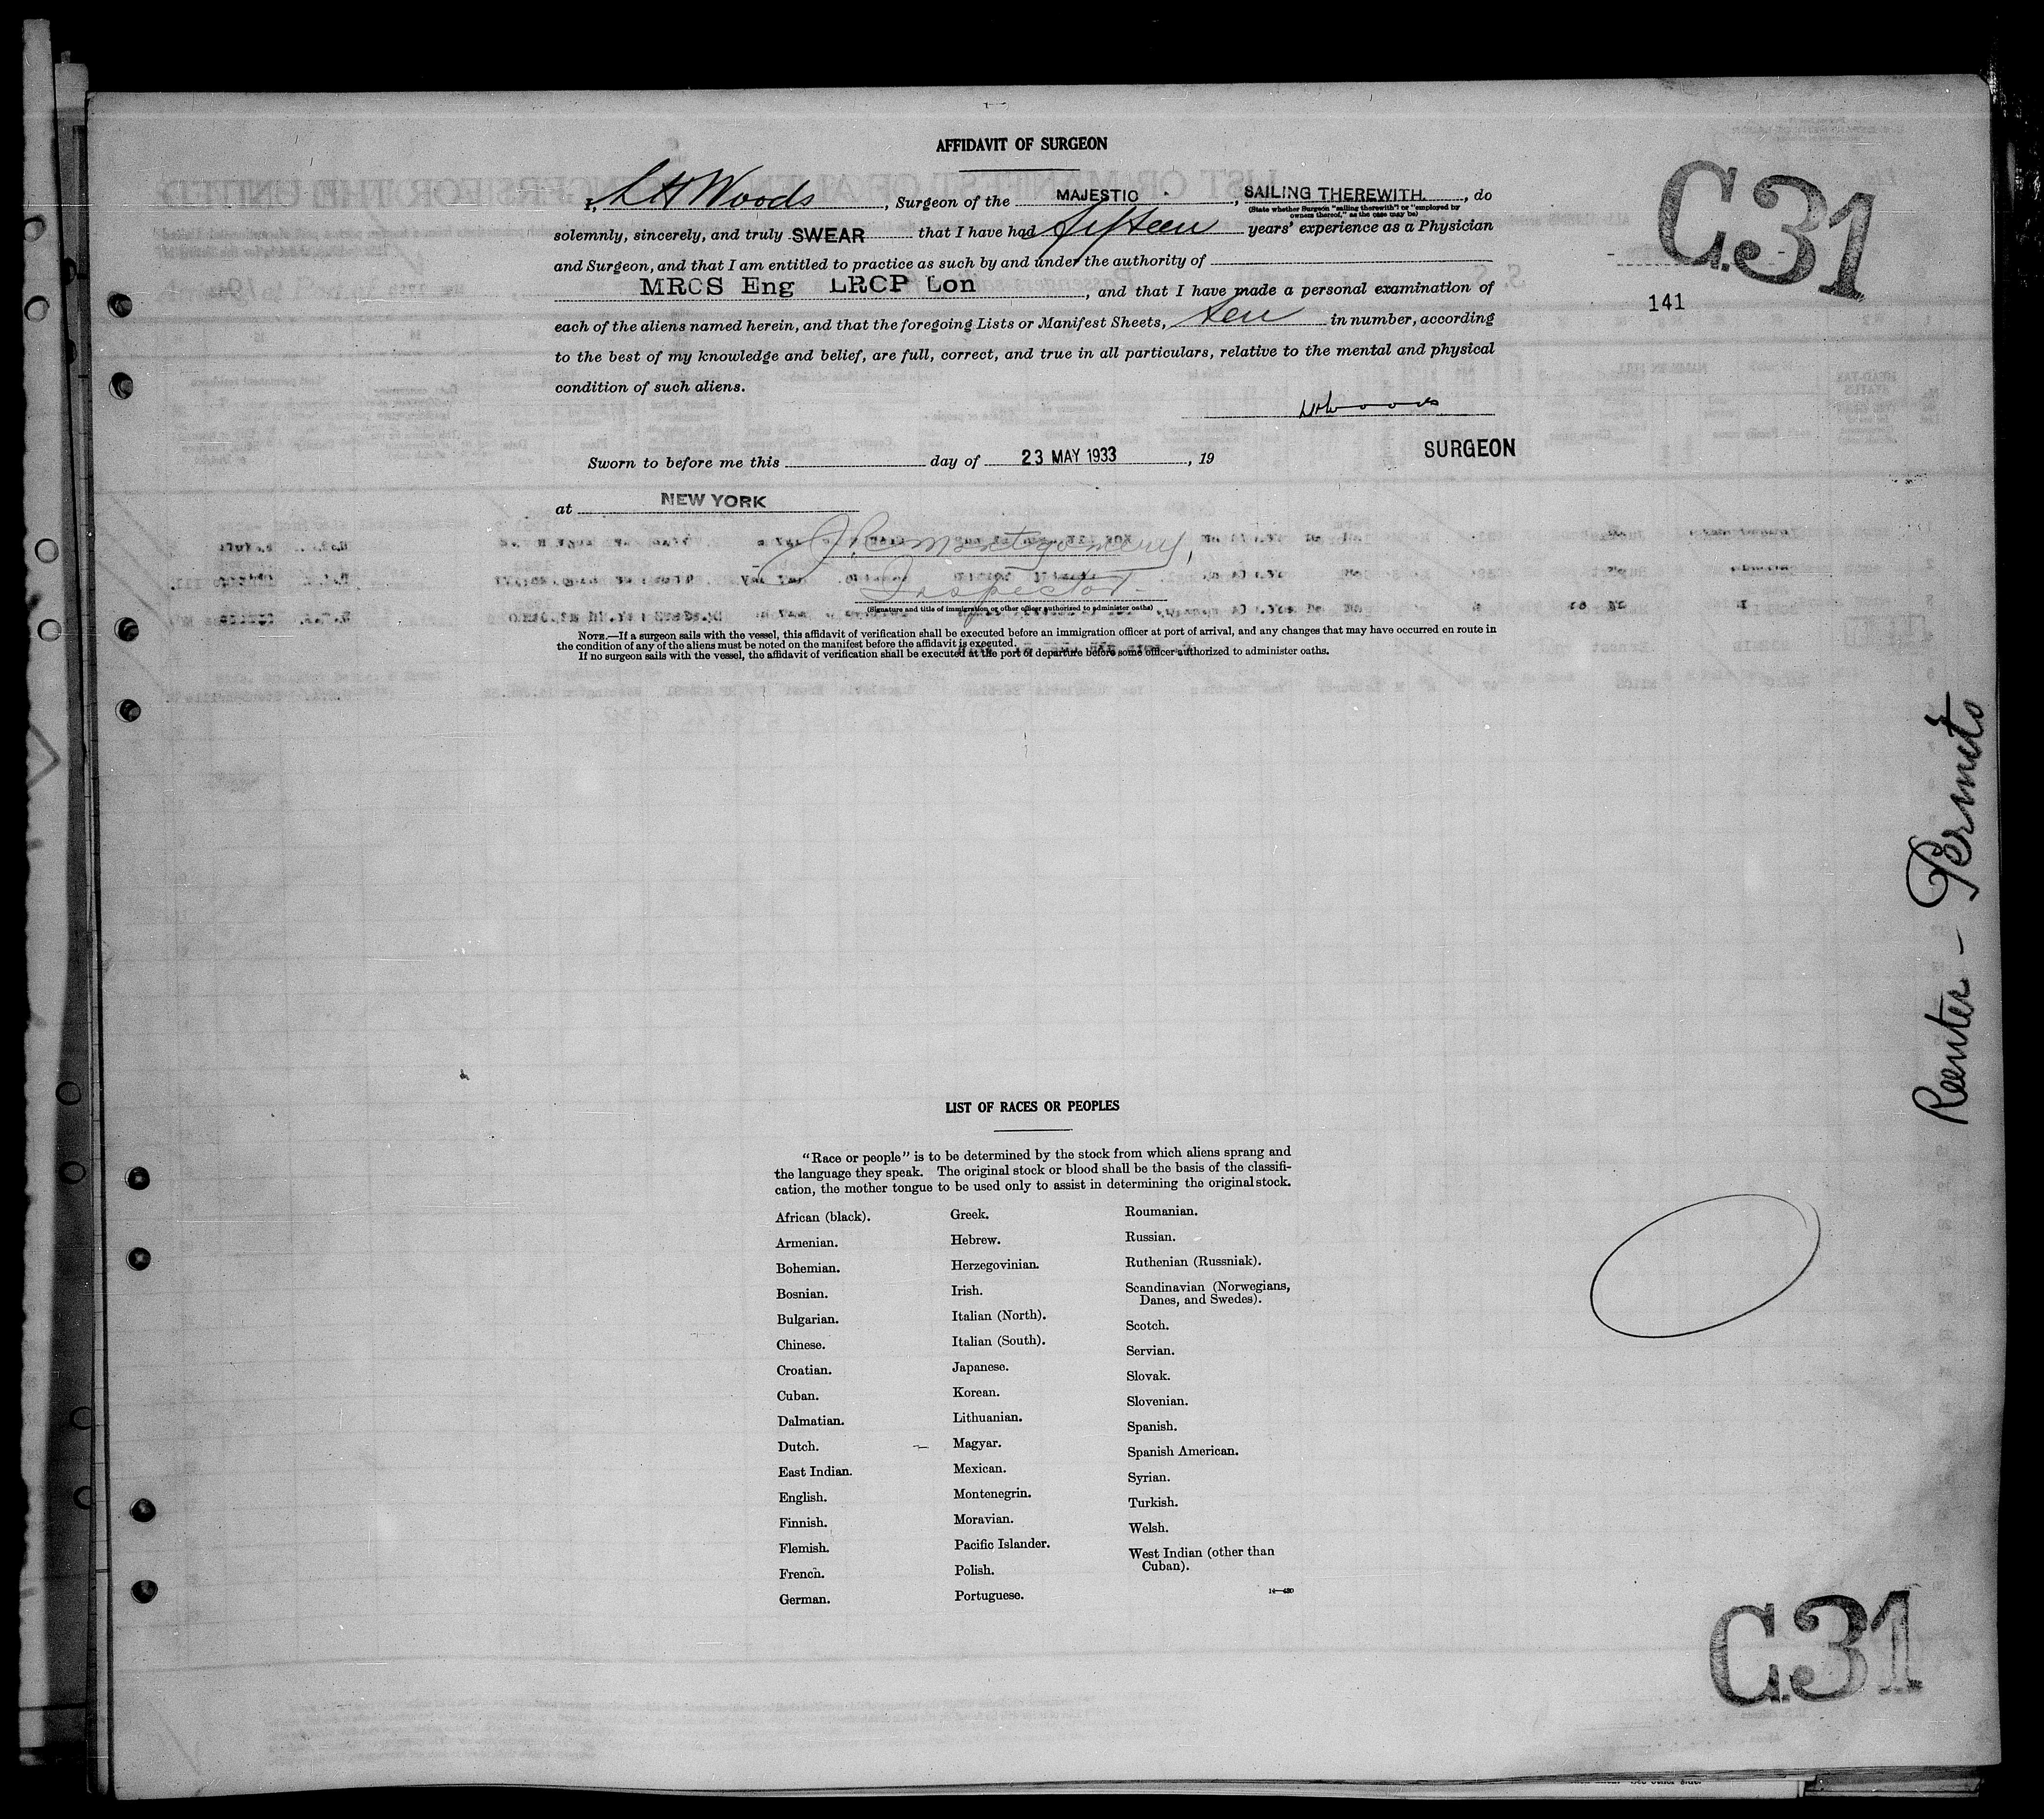 AFFIDAVIT OF SURGEON
I, LH Woods, Surgeon of the MAJESTIC, SAILING THEREWITH., do
(State whether Surgeon "sailing therewith" or "employed by
owners thereof," as the case may be)
solemnly, sincerely, and truly SWEAR that I have had fifteen years' experience as a Physician
and Surgeon, and that I am entitled to practice as such by and under the authority of
MRCS Eng LRCP Lon, and that I have made a personal examination of
each of the aliens named herein, and that the foregoing Lists or Manifest Sheets, ten in number, according
to the best of my knowledge and belief, are full, correct, and true in all particulars, relative to the mental and physical
condition of such aliens.
LHWoods
SURGEON
Sworn to before me this day of 23 MAY 1933, 19
at NEW YORK
J. C. Montgomery,
Inspector.
(Signature and title of immigration or other officer authorized to administer oaths)
NOTE.—If a surgeon sails with the vessel, this affidavit of verification shall be executed before an immigration officer at port of arrival, and any changes that may have occurred en route in
the condition of any of the aliens must be noted on the manifest before the affidavit is executed.
If no surgeon sails with the vessel, the affidavit of verification shall be executed at the port of departure before some officer authorized to administer oaths.
C.31
141
Reenter - Permits
LIST OF RACES OR PEOPLES
"Race or people" is to be determined by the stock from which aliens sprang and
the language they speak. The original stock or blood shall be the basis of the classifi-
cation, the mother tongue to be used only to assist in determining the original stock.
African (black).
Armenian.
Bohemian.
Bosnian.
Bulgarian.
Chinese.
Croatian.
Cuban.
Dalmatian.
Dutch.
East Indian.
English.
Finnish.
Flemish.
French.
German.
Greek.
Hebrew.
Herzegovinian.
Irish.
Italian (North).
Italian (South).
Japanese.
Korean.
Lithuanian.
Magyar.
Mexican.
Montenegrin.
Moravian.
Pacific Islander.
Polish.
Portuguese.
Roumanian.
Russian.
Ruthenian (Russniak).
Scandinavian (Norwegians,
Danes, and Swedes).
Scotch.
Servian.
Slovak.
Slovenian.
Spanish.
Spanish American.
Syrian.
Turkish.
Welsh.
West Indian (other than
Cuban).
14—430
C.31